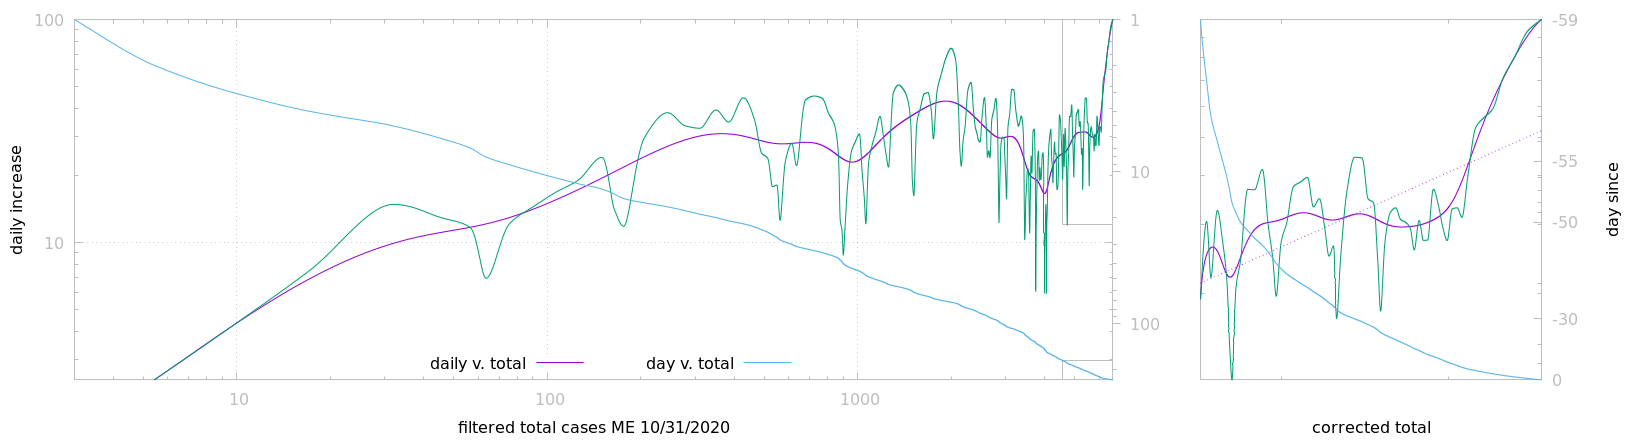 100
10
daily increase
1
10
100
daily v. total
day v. total
10
100
1000
filtered total cases ME 10/31/2020
-59
-55
-50
-30
0
day since
corrected total